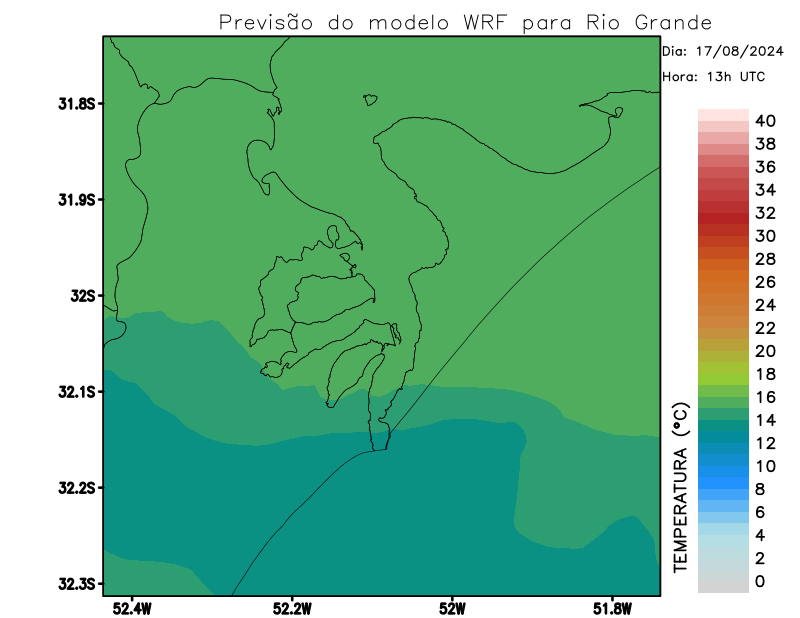 Previsão do modelo WRF para Rio Grande
Dia: 17/08/2024
Hora: 13h UTC
31.8S
31.9S
32S
32.1S
32.2S
32.3S
52.4W
52.2W
52W
51.8W
40
38
36
34
32
30
28
26
24
22
20
18
16
14
12
10
8
6
4
2
0
TEMPERATURA (°C)